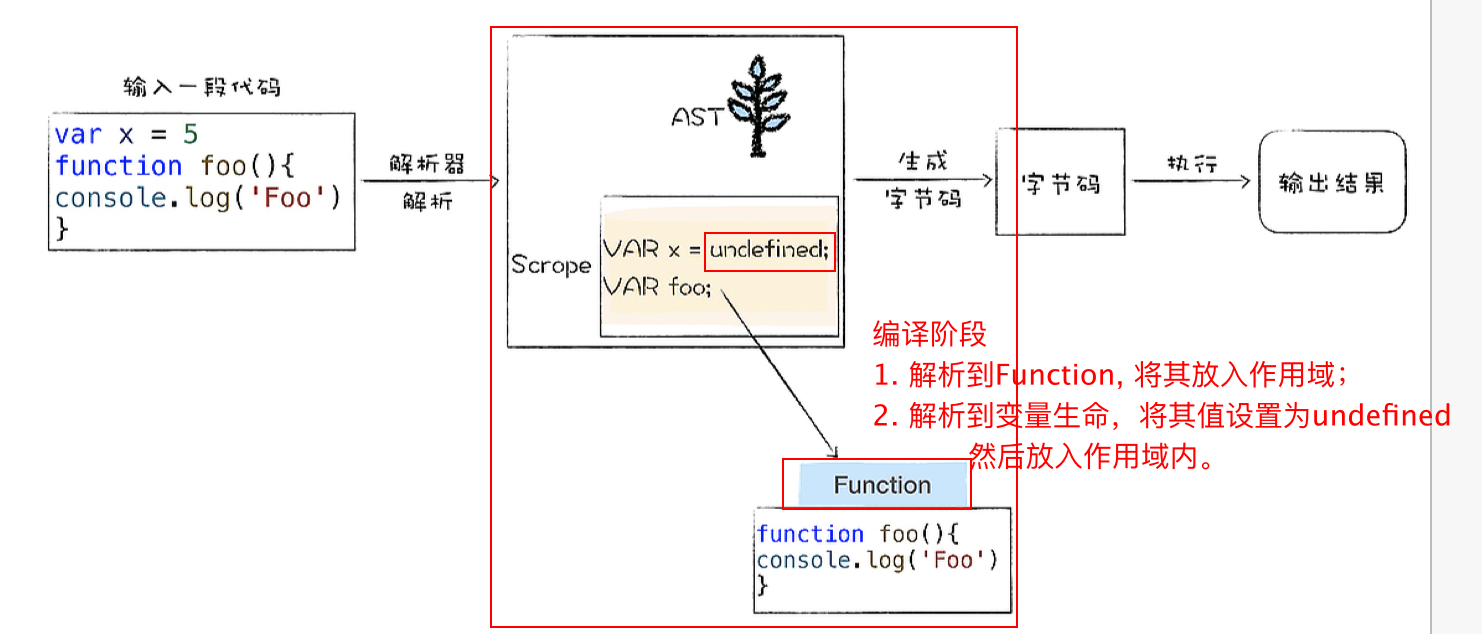 输入一段代码
var x = 5
function foo(){
console.log('Foo')
}
解析器
解析
AST
Scrope
VAR x = undefined;
VAR foo;
生成
字节码
字节码
执行
输出结果
编译阶段
1. 解析到Function, 将其放入作用域；
2. 解析到变量生命，将其值设置为undefined
然后放入作用域内。
Function
function foo(){
console.log('Foo')
}